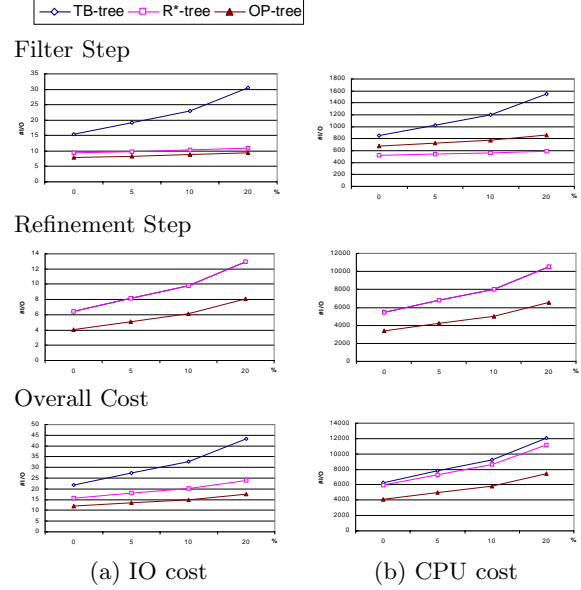 TB-tree R*-tree OP-tree
Filter Step
35
30
25
20
15
10
5
0
#I/O
0 5 10 20 %
1800
1600
1400
1200
1000
800
600
400
200
0
#I/O
0 5 10 20 %
Refinement Step
14
12
10
8
6
4
2
0
#I/O
0 5 10 20 %
12000
10000
8000
6000
4000
2000
0
#I/O
0 5 10 20 %
Overall Cost
50
45
40
35
30
25
20
15
10
5
0
#I/O
0 5 10 20 %
14000
12000
10000
8000
6000
4000
2000
0
#I/O
0 5 10 20 %
(a) IO cost
(b) CPU cost